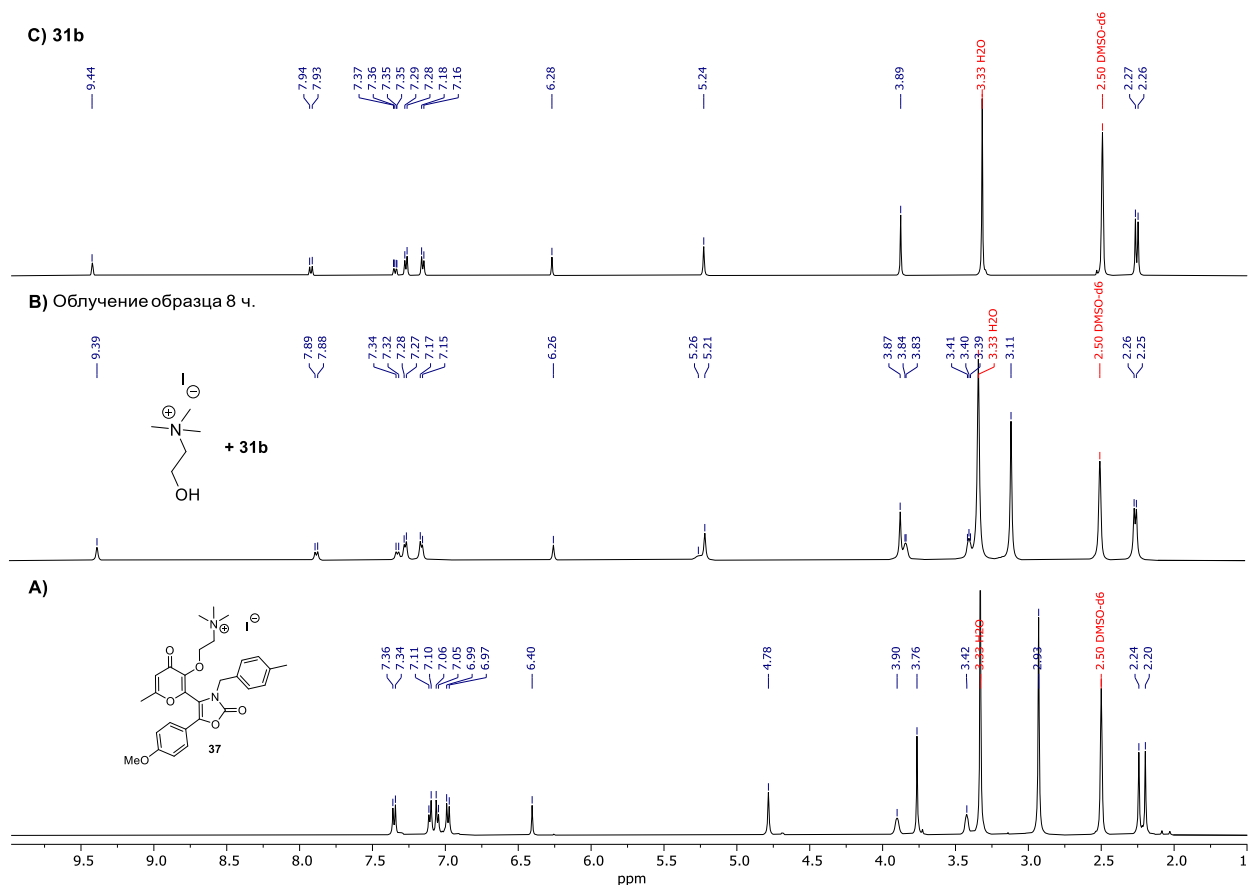 C) 31b
9.44 7.94 7.93 7.37 7.36 7.35 7.35 7.29 7.28 7.18 7.16 6.28 5.24 3.89 3.33 H2O 2.50 DMSO-d6 2.27 2.26
B) Облучение образца 8 ч.
9.39 7.89 7.88 7.34 7.32 7.28 7.27 7.17 7.15 6.26 5.26 5.21 3.87 3.84 3.83 3.41 3.40 3.39 3.33 H2O 3.11 2.50 DMSO-d6 2.26 2.25
I ⊖
⊕
N
+ 31b
OH
A)
7.36 7.34 7.11 7.10 7.06 7.05 6.99 6.97 6.40 4.78 3.90 3.76 3.42 3.33 H2O 2.93 2.50 DMSO-d6 2.24 2.20
N ⊕ I ⊖
O O
N
O O O
MeO 37
9.5 9.0 8.5 8.0 7.5 7.0 6.5 6.0 5.5 5.0 4.5 4.0 3.5 3.0 2.5 2.0 1
ppm